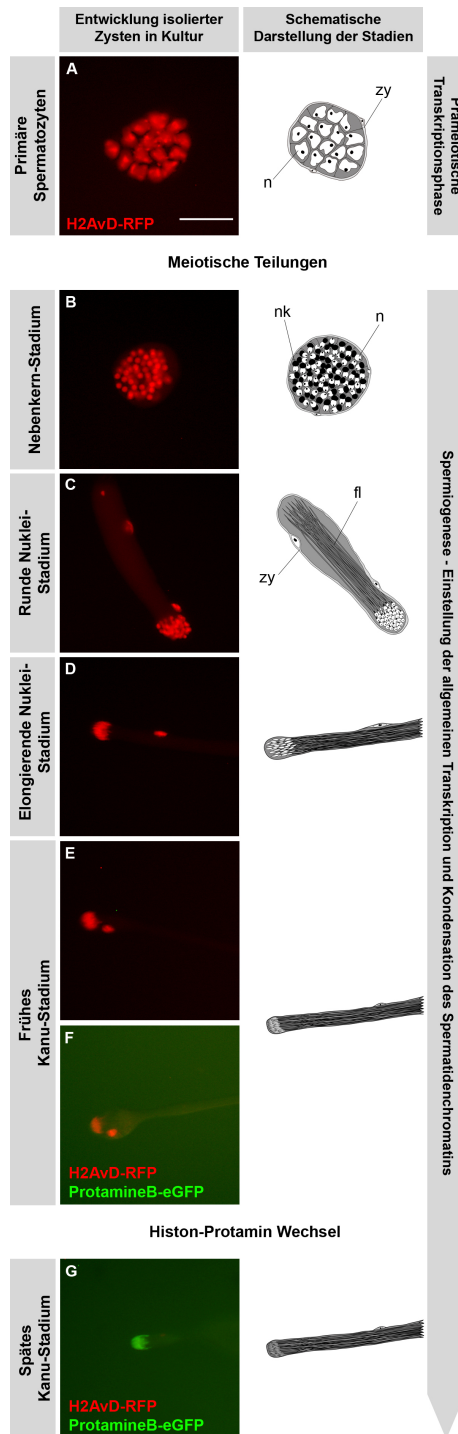 Entwicklung isolierter
Zysten in Kultur
Schematische
Darstellung der Stadien
Primäre
Spermatozyten
A
H2AvD-RFP
zy
n
Prämeiotische
Transkriptionsphase
Meiotische Teilungen
Nebenkern-Stadium
B
nk
n
Runde Nuklei-
Stadium
C
fl
zy
Elongierende Nuklei-
Stadium
D
Frühes
Kanu-Stadium
E
F
H2AvD-RFP
ProtamineB-eGFP
Spermiogenese - Einstellung der allgemeinen Transkription und Kondensation des Spermatidenchromatins
Histon-Protamin Wechsel
Spätes
Kanu-Stadium
G
H2AvD-RFP
ProtamineB-eGFP